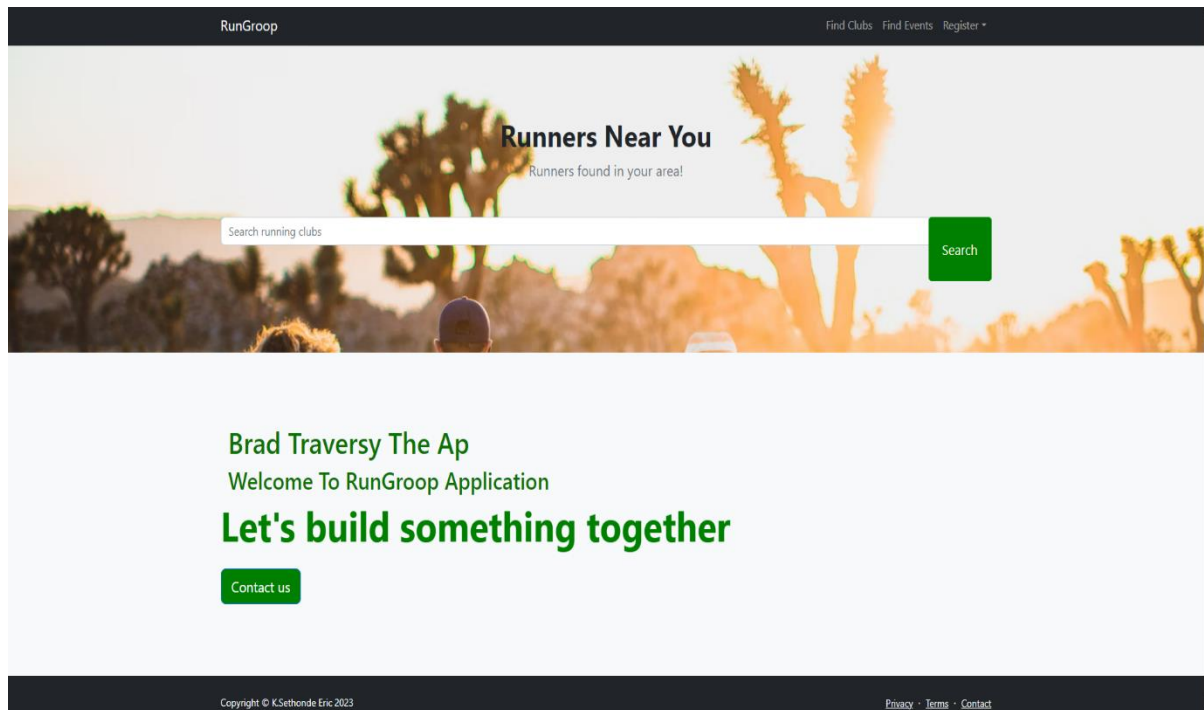 RunGroop
Find Clubs Find Events Register
Runners Near You
Runners found in your area!
Search running clubs
Search
Brad Traversy The Ap
Welcome To RunGroop Application
Let's build something together
Contact us
Copyright © K.Sethonde Eric 2023
Privacy · Terms · Contact